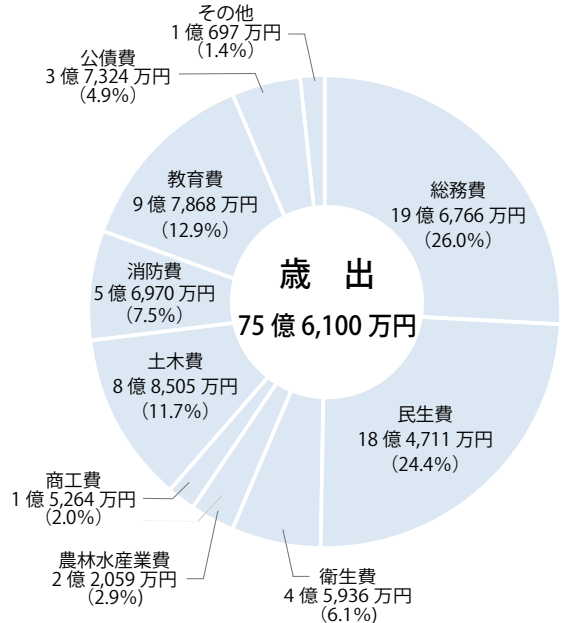 その他
1 億 697 万円
（1.4%）
公債費
3 億 7,324 万円
（4.9%）
教育費
9 億 7,868 万円
（12.9%）
総務費
19 億 6,766 万円
（26.0%）
消防費
5 億 6,970 万円
（7.5%）
歳　出
75 億 6,100 万円
土木費
8 億 8,505 万円
（11.7%）
民生費
18 億 4,711 万円
（24.4%）
商工費
1 億 5,264 万円
（2.0%）
農林水産業費
2 億 2,059 万円
（2.9%）
衛生費
4 億 5,936 万円
（6.1%）